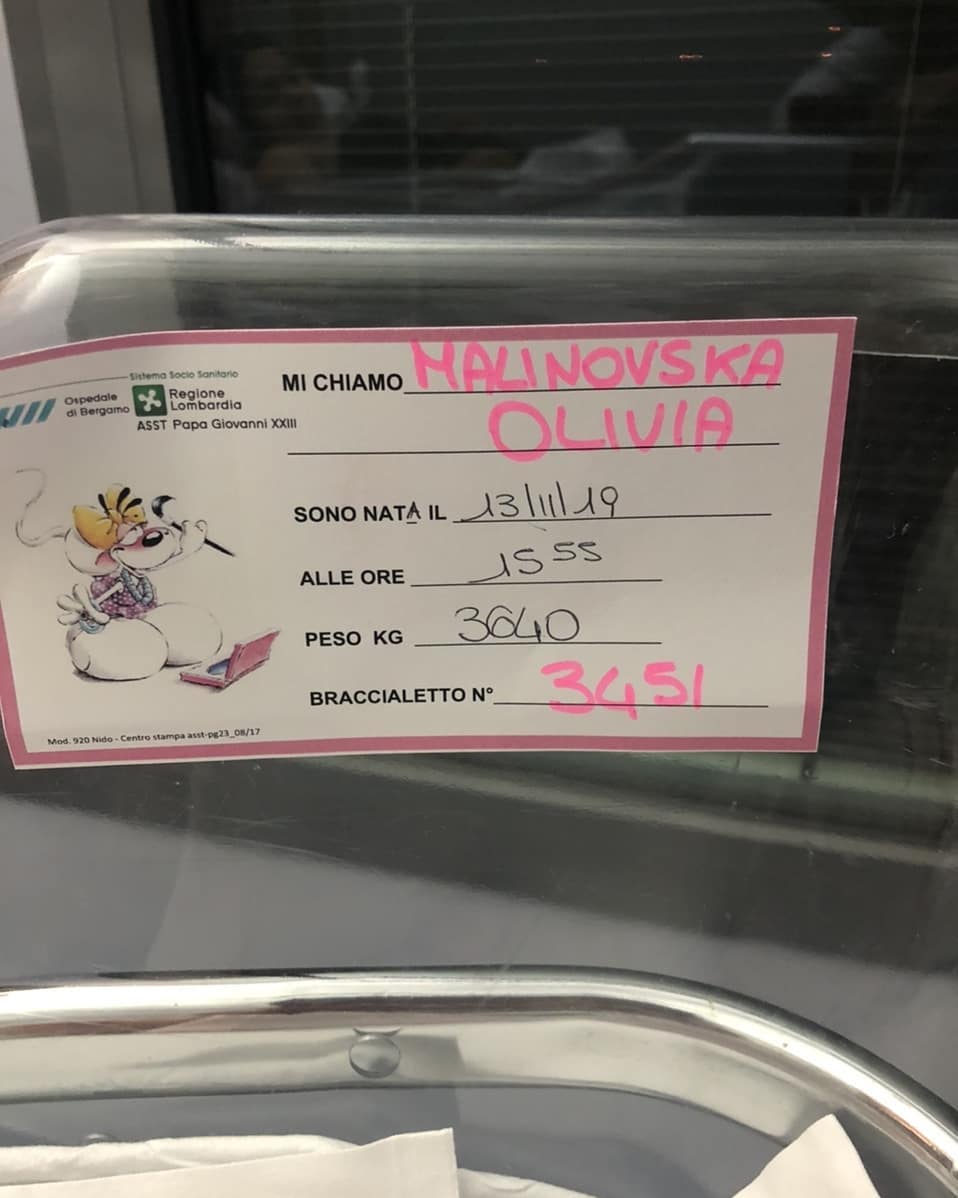 Sistema Socio Sanitario
Ospedale di Bergamo
Regione Lombardia
ASST Papa Giovanni XXIII
MI CHIAMO MALINOVSKA
OLIVIA
SONO NATA IL 13/11/19
ALLE ORE 15 55
PESO KG 3640
BRACCIALETTO N° 3451
Mod. 920 Nido - Centro stampa asst-pg23_08/17